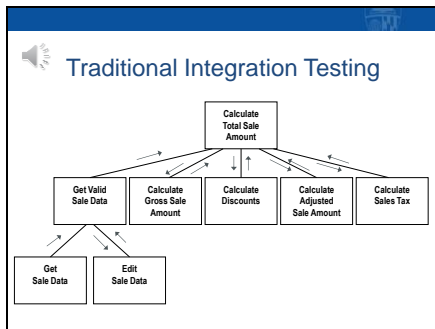 Traditional Integration Testing
Calculate
Total Sale
Amount
Get Valid
Sale Data
Calculate
Gross Sale
Amount
Calculate
Discounts
Calculate
Adjusted
Sale Amount
Calculate
Sales Tax
Get
Sale Data
Edit
Sale Data